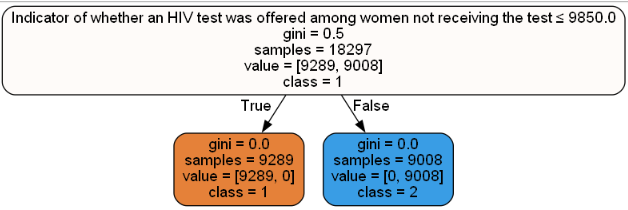 Indicator of whether an HIV test was offered among women not receiving the test ≤ 9850.0
gini = 0.5
samples = 18297
value = [9289, 9008]
class = 1
True
False
gini = 0.0
samples = 9289
value = [9289, 0]
class = 1
gini = 0.0
samples = 9008
value = [0, 9008]
class = 2